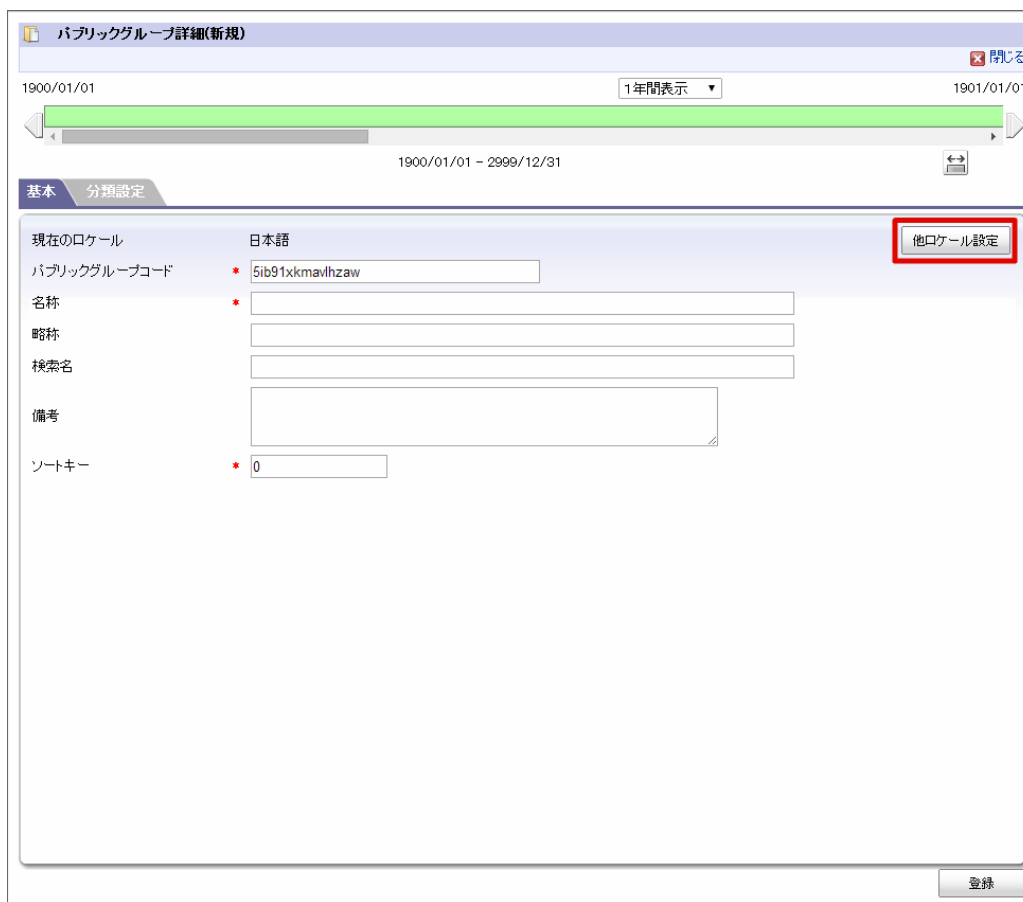 パブリックグループ詳細(新規)
閉じる
1900/01/01 1年間表示 1901/01/01
1900/01/01 - 2999/12/31
基本 分類設定
現在のロケール 日本語 他ロケール設定
パブリックグループコード * 5ib91xkmavlhzaw
名称 *
略称
検索名
備考
ソートキー * 0
登録